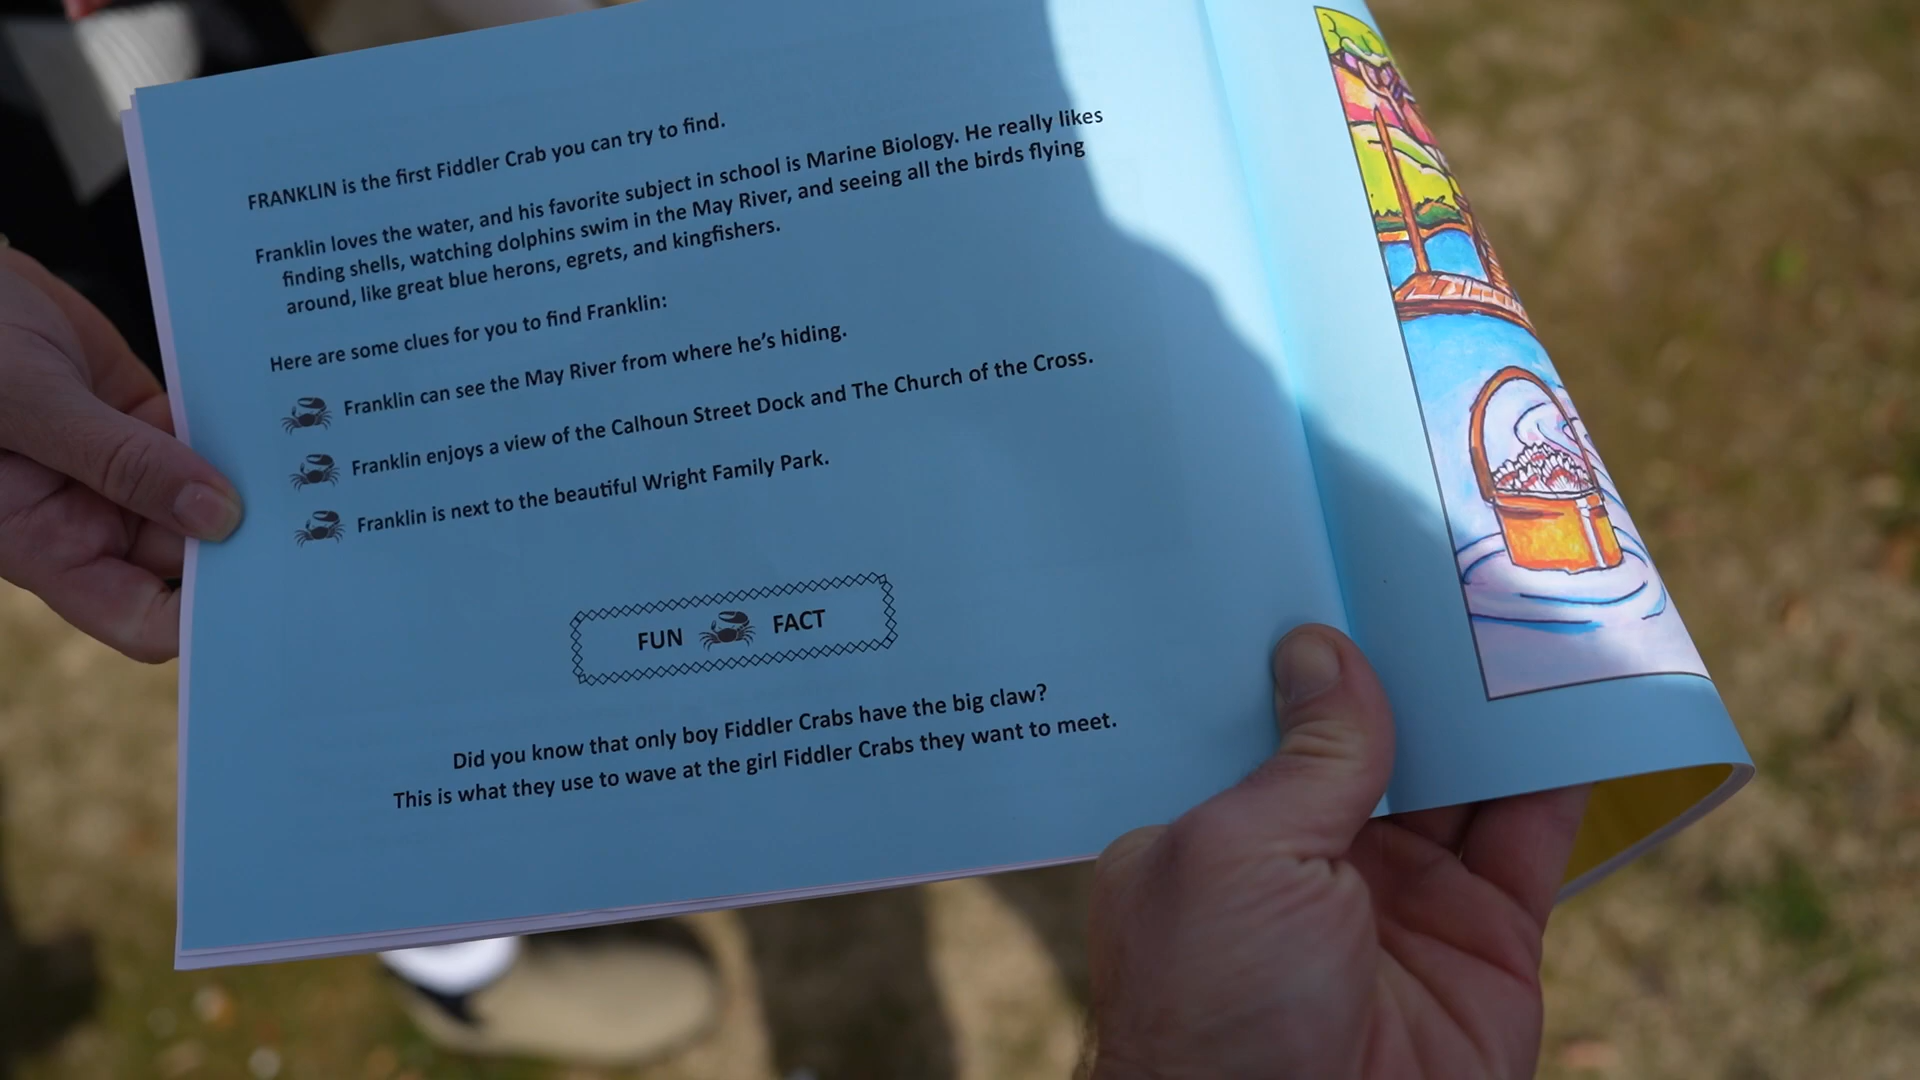 FRANKLIN is the first Fiddler Crab you can try to find.
Franklin loves the water, and his favorite subject in school is Marine Biology. He really likes
finding shells, watching dolphins swim in the May River, and seeing all the birds flying
around, like great blue herons, egrets, and kingfishers.
Here are some clues for you to find Franklin:
Franklin can see the May River from where he's hiding.
Franklin enjoys a view of the Calhoun Street Dock and The Church of the Cross.
Franklin is next to the beautiful Wright Family Park.
FUN FACT
Did you know that only boy Fiddler Crabs have the big claw?
This is what they use to wave at the girl Fiddler Crabs they want to meet.